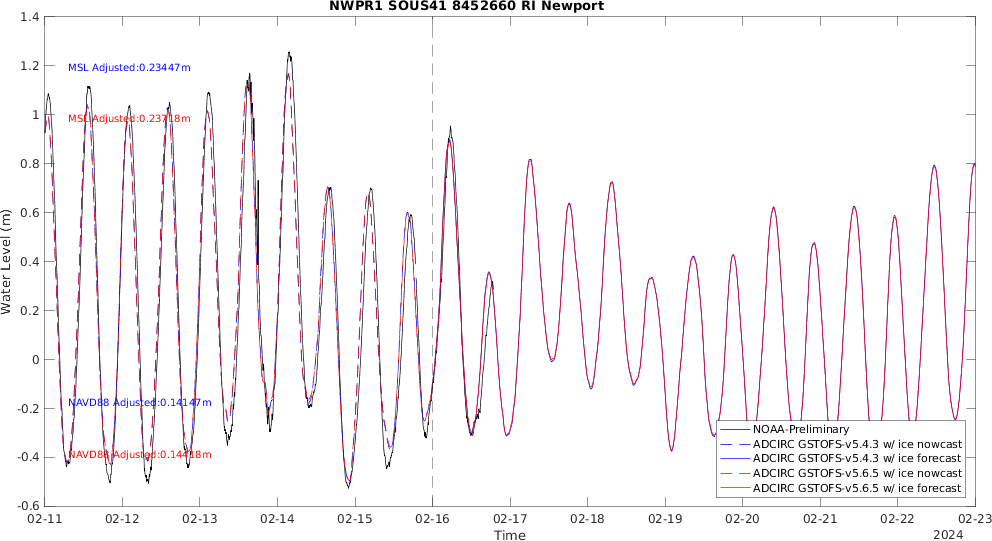 NWPR1 SOUS41 8452660 RI Newport
1.4
1.2
1
0.8
0.6
0.4
0.2
0
-0.2
-0.4
-0.6
Water Level (m)
MSL Adjusted:0.23447m
MSL Adjusted:0.23718m
NAVD88 Adjusted:0.14147m
NAVD88 Adjusted:0.14418m
NOAA-Preliminary
ADCIRC GSTOFS-v5.4.3 w/ ice nowcast
ADCIRC GSTOFS-v5.4.3 w/ ice forecast
ADCIRC GSTOFS-v5.6.5 w/ ice nowcast
ADCIRC GSTOFS-v5.6.5 w/ ice forecast
02-11 02-12 02-13 02-14 02-15 02-16 02-17 02-18 02-19 02-20 02-21 02-22 02-23
Time
2024